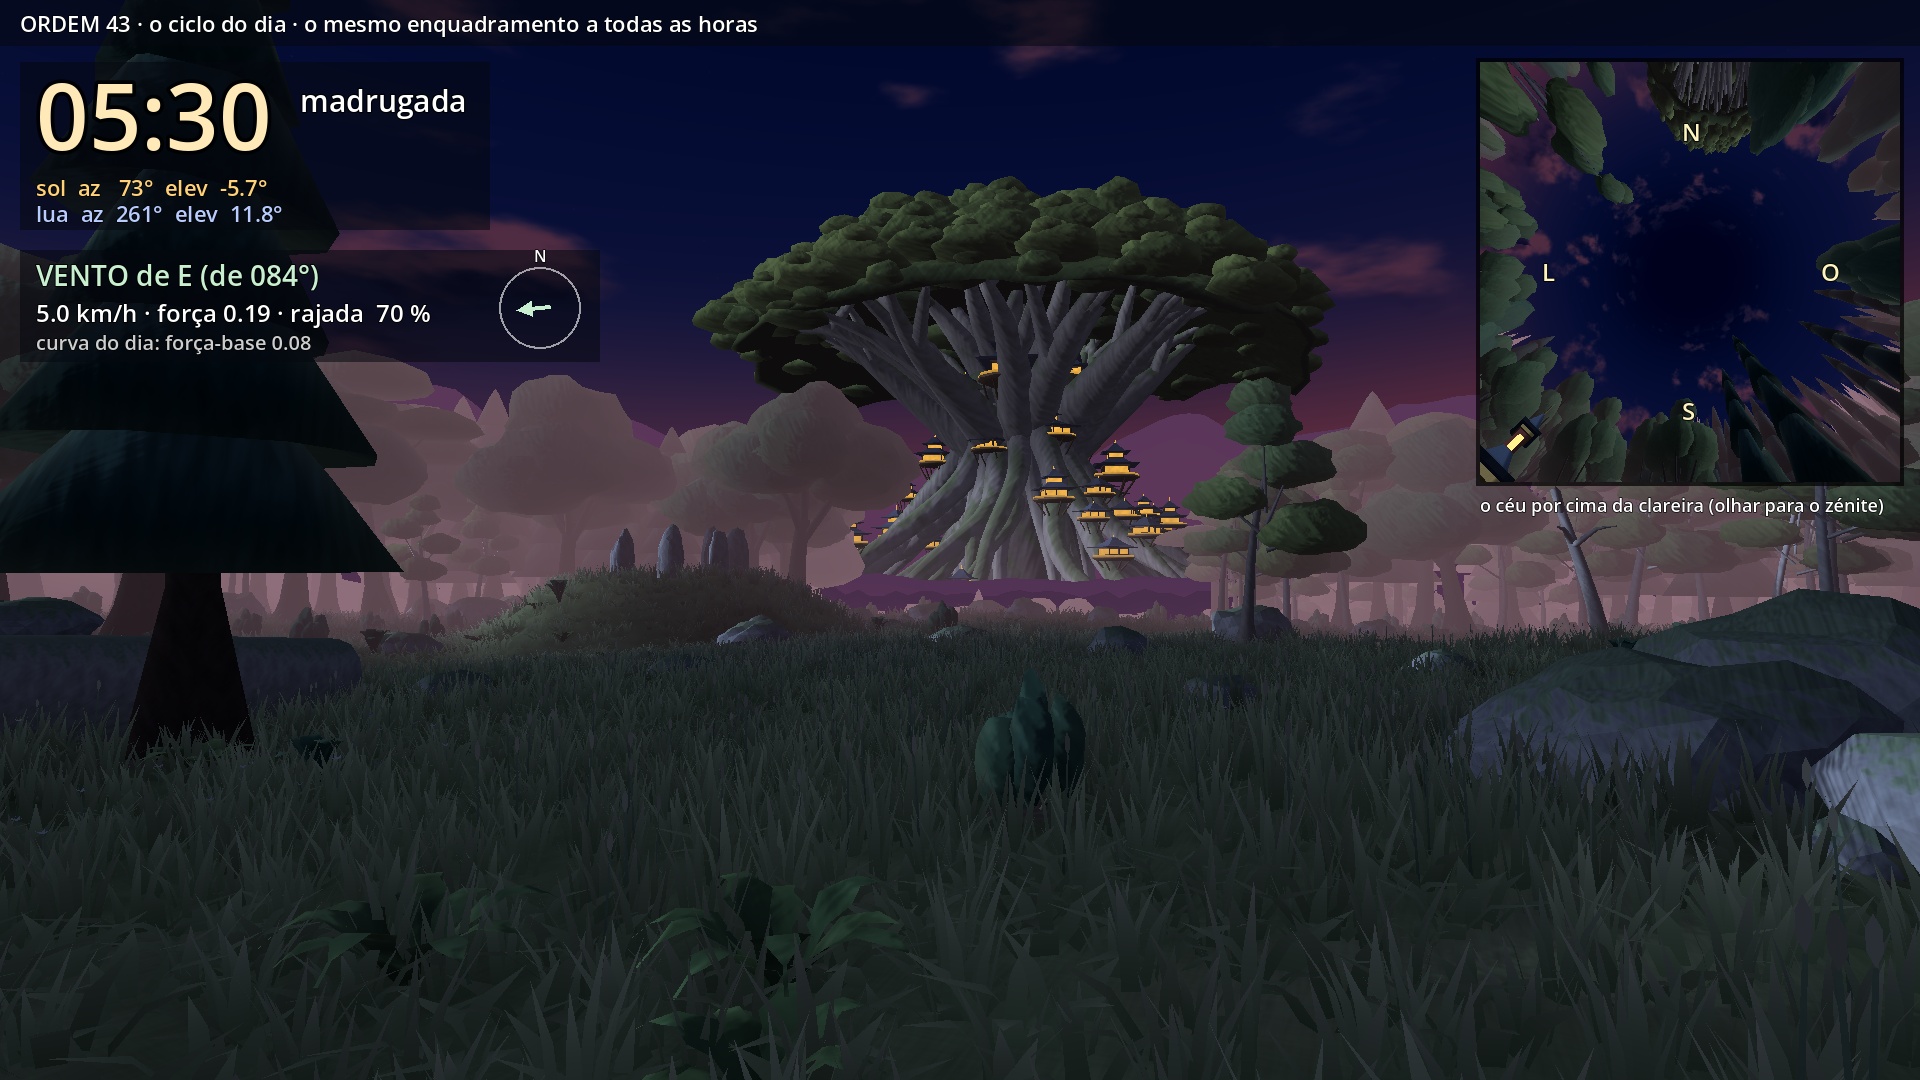 ORDEM 43 · o ciclo do dia · o mesmo enquadramento a todas as horas
05:30 madrugada
sol az 73° elev -5.7°
lua az 261° elev 11.8°
VENTO de E (de 084°)
5.0 km/h · força 0.19 · rajada 70 %
curva do dia: força-base 0.08
N
N
L
O
S
o céu por cima da clareira (olhar para o zénite)